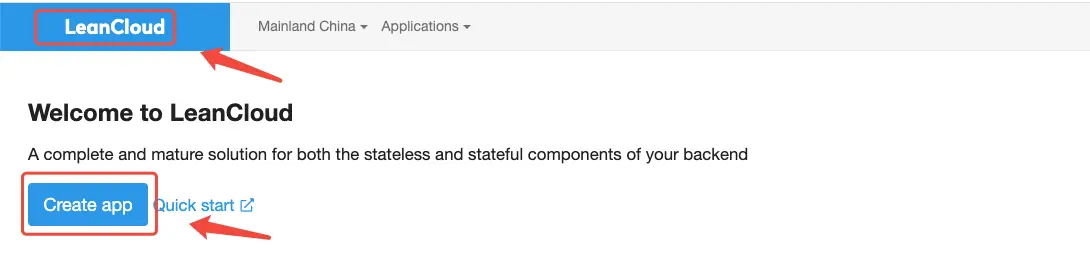 LeanCloud Mainland China Applications
Welcome to LeanCloud
A complete and mature solution for both the stateless and stateful components of your backend
Create app Quick start